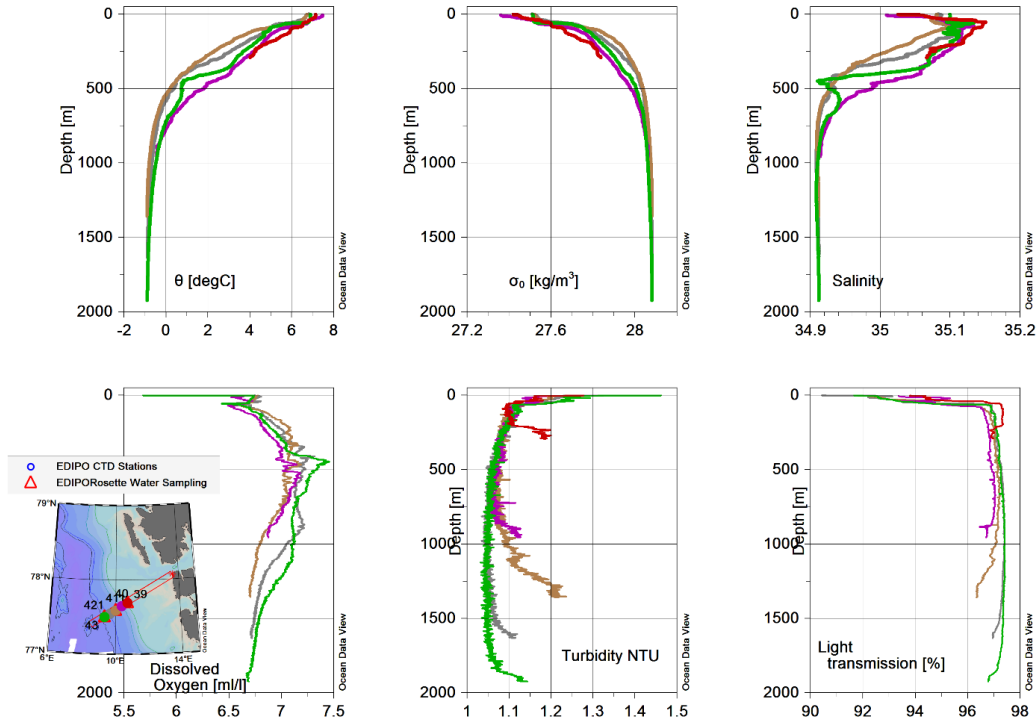 0
500
1000
1500
2000
Depth [m]
θ [degC]
-2
0
2
4
6
8
Ocean Data View
0
500
1000
1500
2000
Depth [m]
σ0 [kg/m³]
27.2
27.6
28
Ocean Data View
0
500
1000
1500
2000
Depth [m]
Salinity
34.9
35
35.1
35.2
Ocean Data View
0
2000
EDIPO CTD Stations
EDIPORosette Water Sampling
79°N
78°N
77°N
6°E
10°E
14°E
421
41
40
39
43
Ocean Data View
Dissolved
Oxygen [ml/l]
5.5
6
6.5
7
7.5
Ocean Data View
0
500
1000
1500
2000
Depth [m]
Turbidity NTU
1
1.1
1.2
1.3
1.4
1.5
Ocean Data View
0
500
1000
1500
2000
Depth [m]
Light
transmission [%]
90
92
94
96
98
Ocean Data View